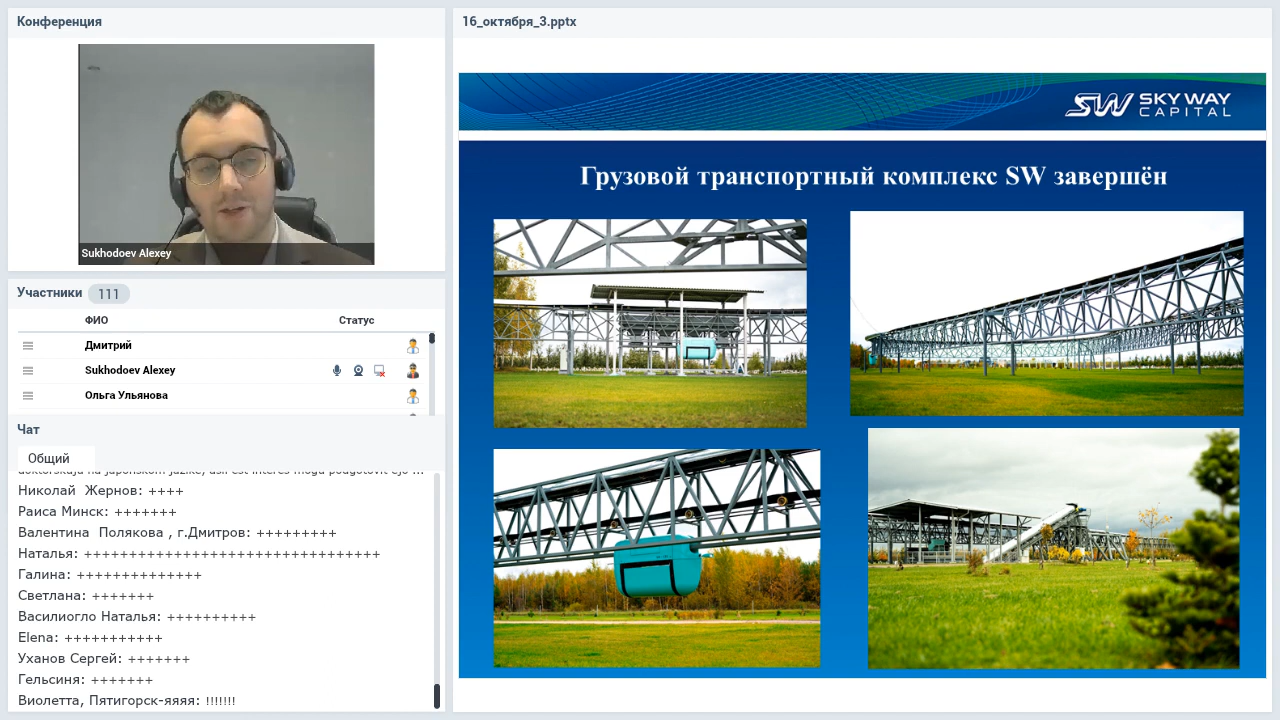 Конференция
Sukhodoev Alexey
Участники 111
ФИО Статус
Дмитрий
Sukhodoev Alexey
Ольга Ульянова
Чат
Общий
Николай Жернов: ++++
Раиса Минск: +++++++
Валентина Полякова , г.Дмитров: +++++++++
Наталья: +++++++++++++++++++++++++++++++++
Галина: ++++++++++++++
Светлана: +++++++
Василиогло Наталья: ++++++++++
Elena: +++++++++++
Уханов Сергей: +++++++
Гельсиня: +++++++
Виолетта, Пятигорск-яяяя: !!!!!!!
16_октября_3.pptx
SW SKY WAY
CAPITAL
Грузовой транспортный комплекс SW завершён